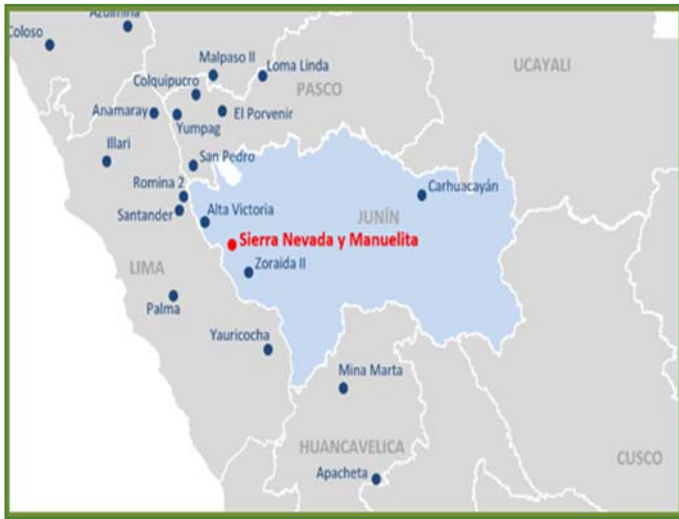 Azulmina
Coloso
Malpaso II
Loma Linda
UCAYALI
Colquipucro
PASCO
Anamaray
El Porvenir
Yumpag
Illari
San Pedro
Romina 2
Carhuacayán
Santander
Alta Victoria
JUNÍN
Sierra Nevada y Manuelita
LIMA
Zoraida II
Palma
Yauricocha
Mina Marta
HUANCAVELICA
CUSCO
Apacheta